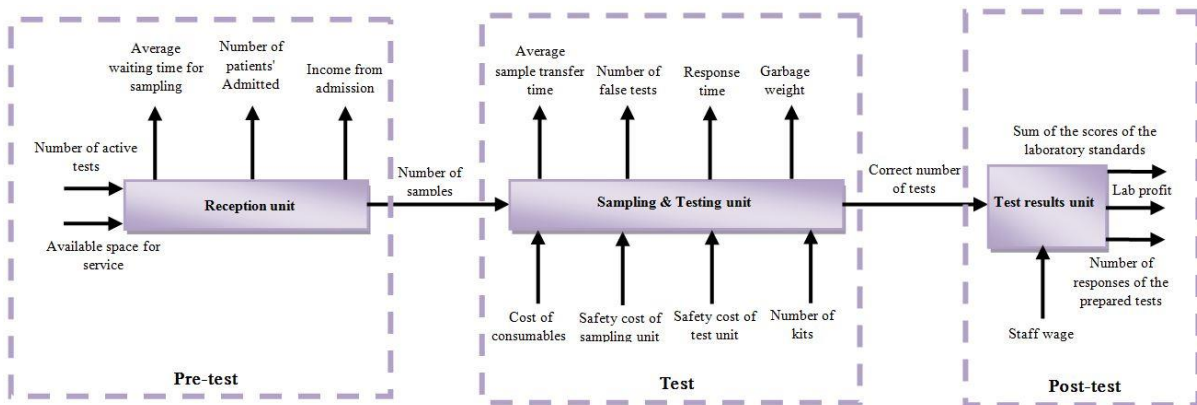 Average
waiting time for
sampling
Number of
patients'
Admitted
Income from
admission
Number of active
tests
Reception unit
Available space for
service
Pre-test
Number of
samples
Average
sample transfer
time
Number of
false tests
Response
time
Garbage
weight
Sampling & Testing unit
Cost of
consumables
Safety cost of
sampling unit
Safety cost of
test unit
Number of
kits
Test
Correct number
of tests
Sum of the scores of the
laboratory standards
Lab profit
Test results unit
Number of
responses of the
prepared tests
Staff wage
Post-test